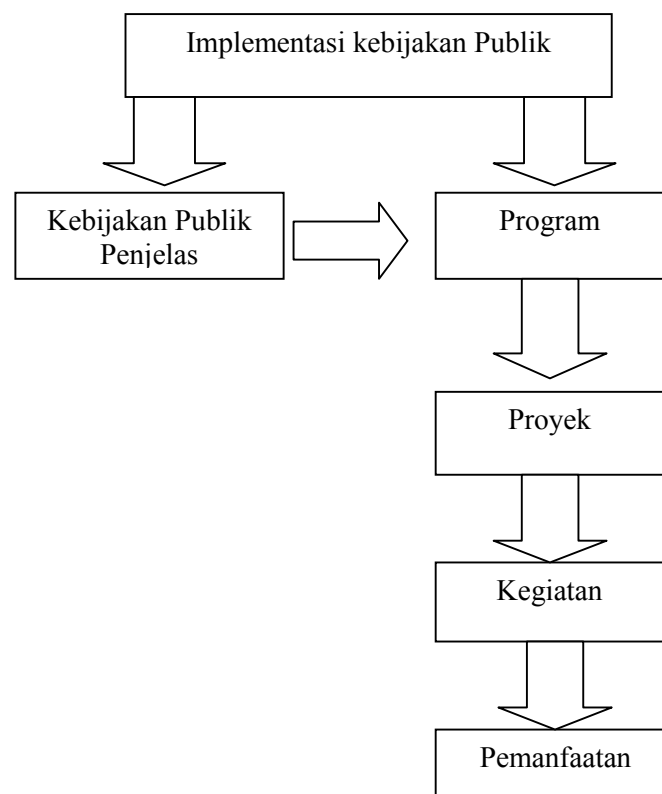 Implementasi kebijakan Publik
Kebijakan Publik
Penjelas
Program
Proyek
Kegiatan
Pemanfaatan